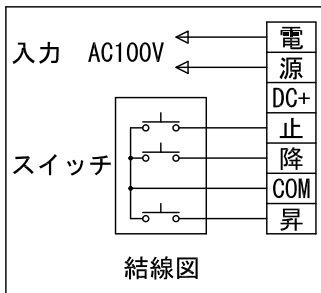 入力 AC100V
電
源
DC+
止
降
COM
昇
スイッチ
結線図